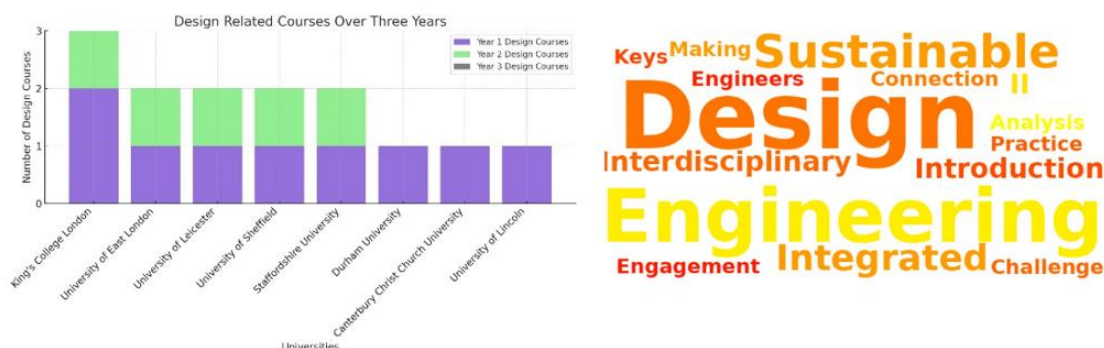 Design Related Courses Over Three Years
Number of Design Courses
3
2
1
0
Year 1 Design Courses
Year 2 Design Courses
Year 3 Design Courses
King's College London
University of East London
University of Leicester
University of Sheffield
Staffordshire University
Durham University
Canterbury Christ Church University
University of Lincoln
Universities
Keys
Making
Sustainable
Engineers
Connection
II
Design
Analysis
Practice
Interdisciplinary
Introduction
Engineering
Engagement
Integrated
Challenge